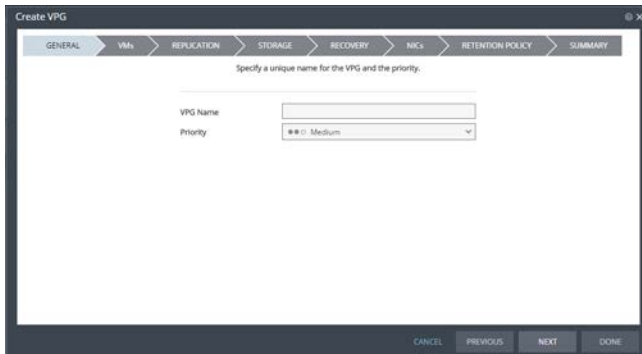 Create VPG
GENERAL VMs REPLICATION STORAGE RECOVERY NICs RETENTION POLICY SUMMARY
Specify a unique name for the VPG and the priority.
VPG Name
Priority Medium
CANCEL PREVIOUS NEXT DONE